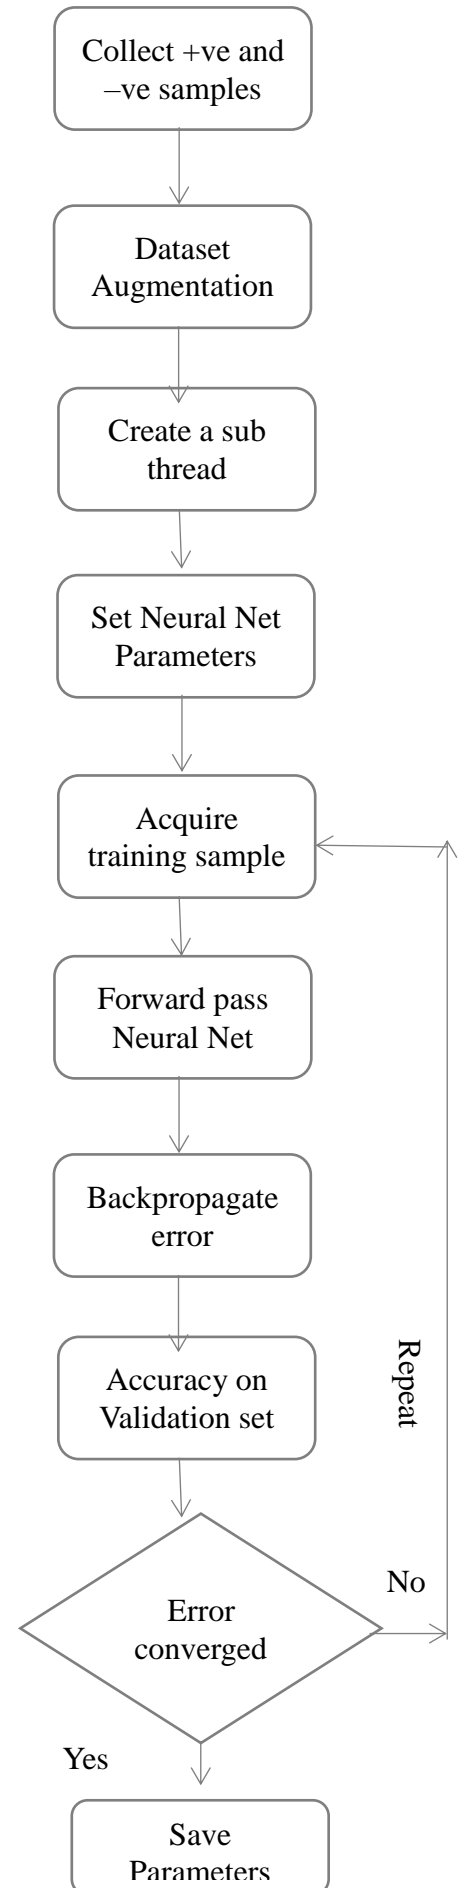 Collect +ve and
–ve samples
Dataset
Augmentation
Create a sub
thread
Set Neural Net
Parameters
Acquire
training sample
Forward pass
Neural Net
Backpropagate
error
Accuracy on
Validation set
Repeat
No
Error
converged
Yes
Save
Parameters